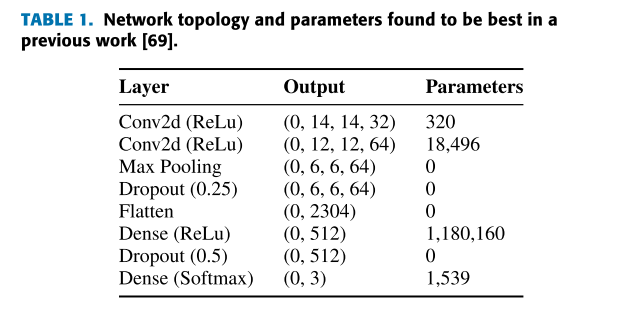 TABLE 1. Network topology and parameters found to be best in a
previous work [69].
Layer Output Parameters
Conv2d (ReLu) (0, 14, 14, 32) 320
Conv2d (ReLu) (0, 12, 12, 64) 18,496
Max Pooling (0, 6, 6, 64) 0
Dropout (0.25) (0, 6, 6, 64) 0
Flatten (0, 2304) 0
Dense (ReLu) (0, 512) 1,180,160
Dropout (0.5) (0, 512) 0
Dense (Softmax) (0, 3) 1,539